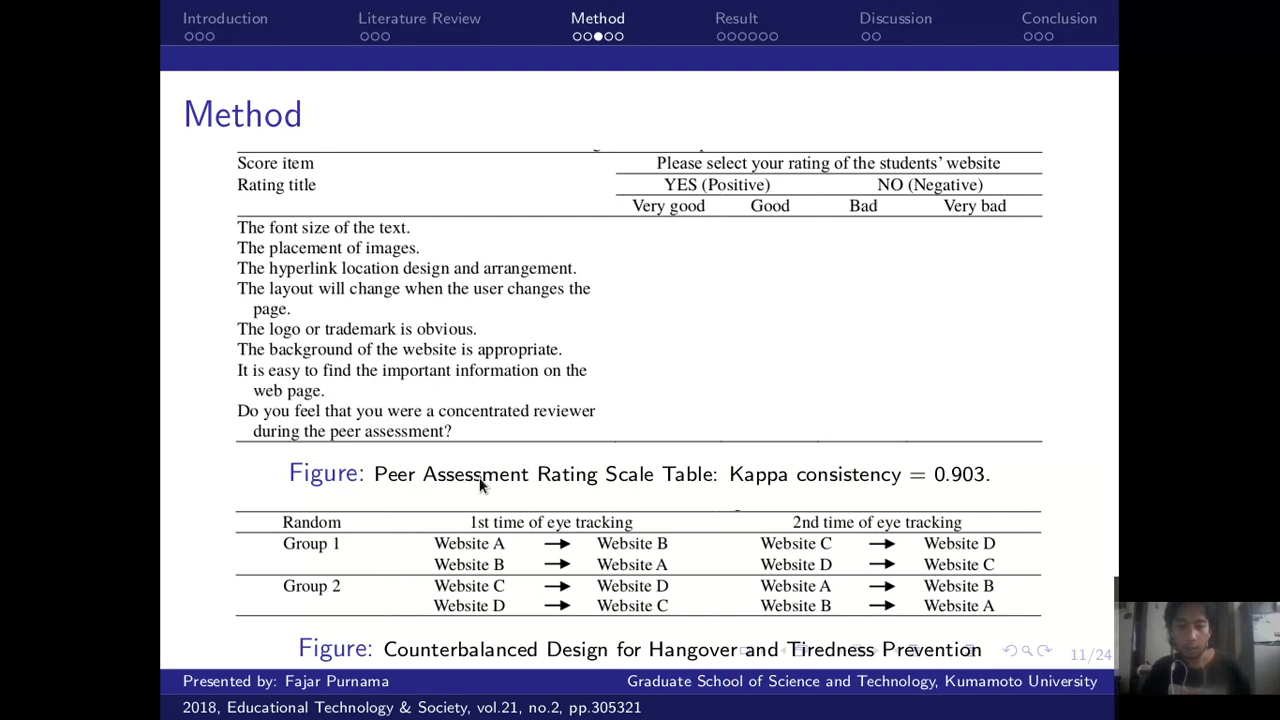 Introduction Literature Review Method Result Discussion Conclusion
Method
Score item Please select your rating of the students' website
Rating title YES (Positive) NO (Negative)
Very good Good Bad Very bad
The font size of the text.
The placement of images.
The hyperlink location design and arrangement.
The layout will change when the user changes the
page.
The logo or trademark is obvious.
The background of the website is appropriate.
It is easy to find the important information on the
web page.
Do you feel that you were a concentrated reviewer
during the peer assessment?
Figure: Peer Assessment Rating Scale Table: Kappa consistency = 0.903.
Random 1st time of eye tracking 2nd time of eye tracking
Group 1 Website A → Website B Website C → Website D
Website B → Website A Website D → Website C
Group 2 Website C → Website D Website A → Website B
Website D → Website C Website B → Website A
Figure: Counterbalanced Design for Hangover and Tiredness Prevention
11/24
Presented by: Fajar Purnama Graduate School of Science and Technology, Kumamoto University
2018, Educational Technology & Society, vol.21, no.2, pp.305321